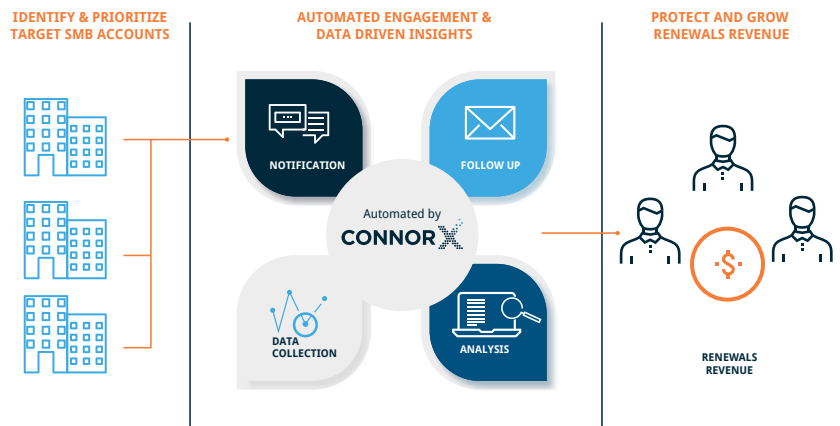 IDENTIFY & PRIORITIZE
TARGET SMB ACCOUNTS
AUTOMATED ENGAGEMENT &
DATA DRIVEN INSIGHTS
PROTECT AND GROW
RENEWALS REVENUE
NOTIFICATION
FOLLOW UP
Automated by
CONNORX
DATA
COLLECTION
ANALYSIS
$
RENEWALS
REVENUE